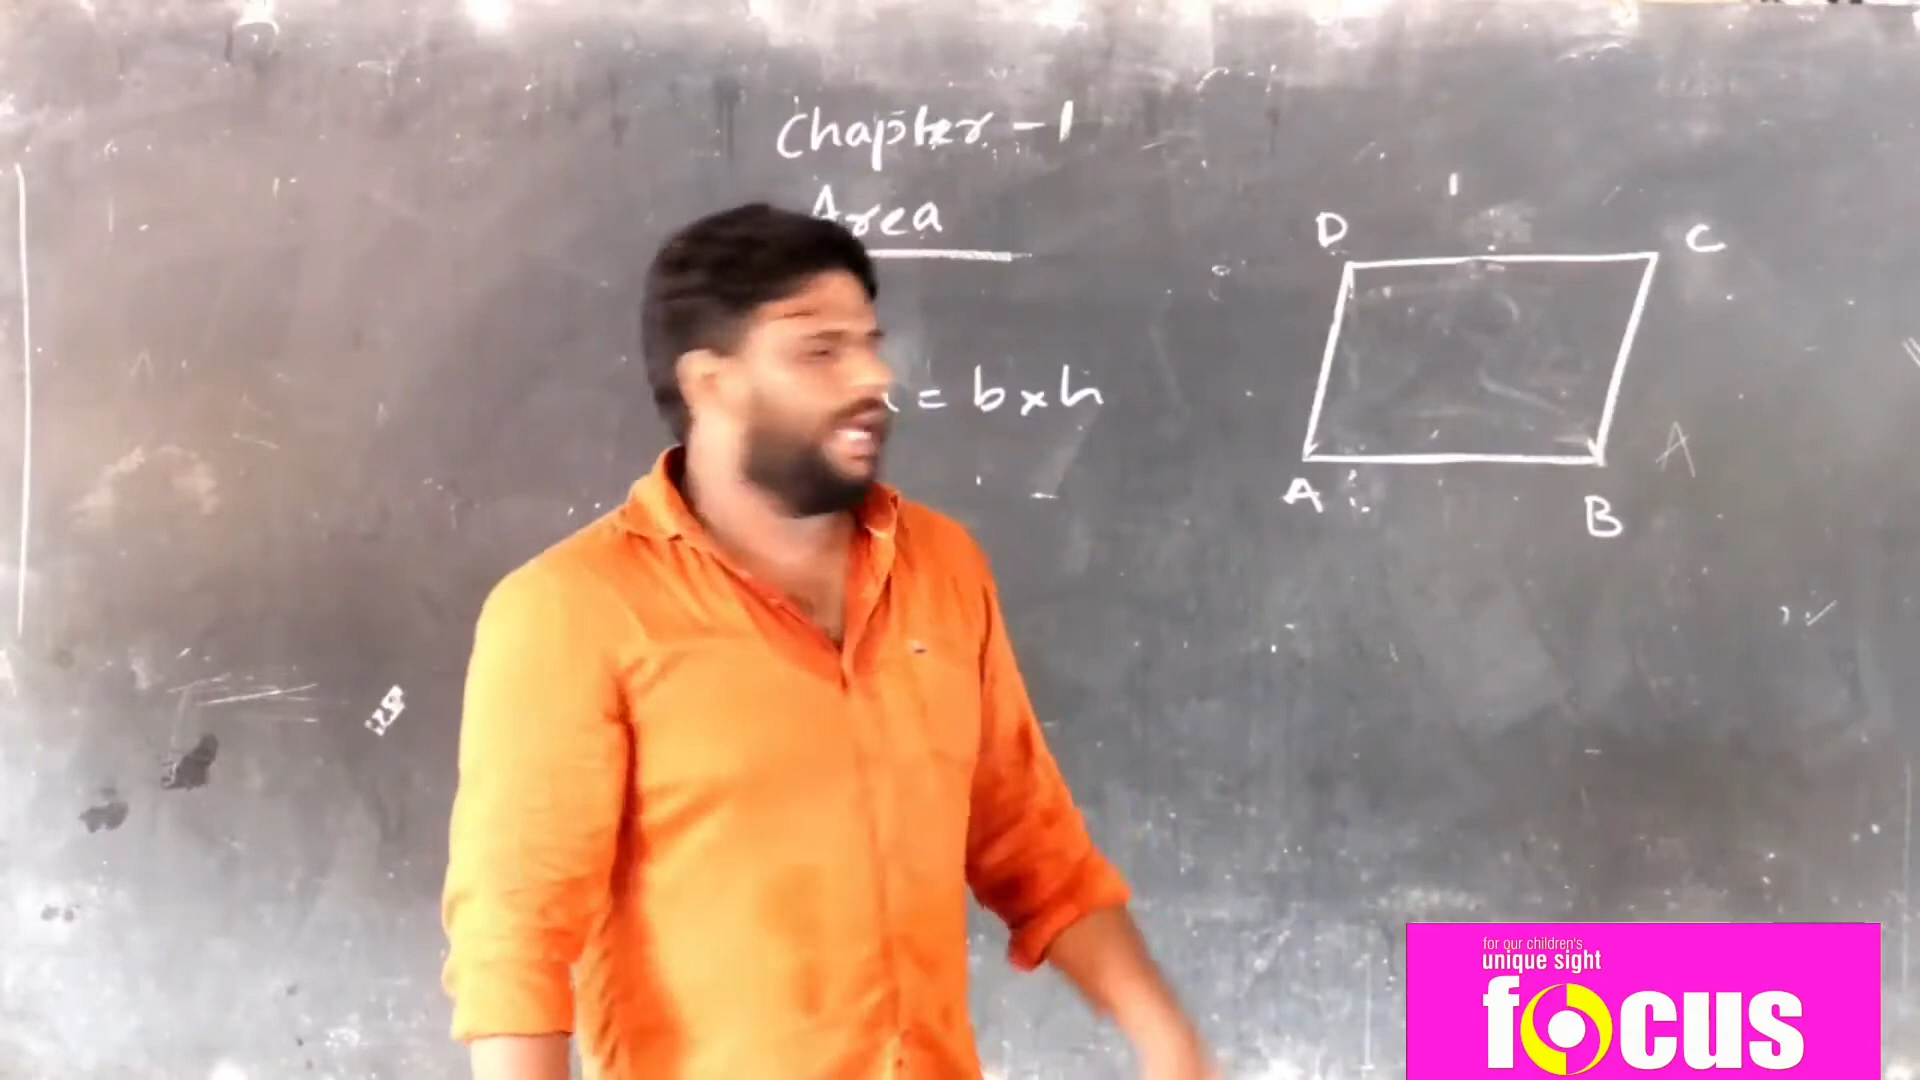 Chapter - 1
Area
= b x h
D
C
A
B
A
for our children's
unique sight
focus